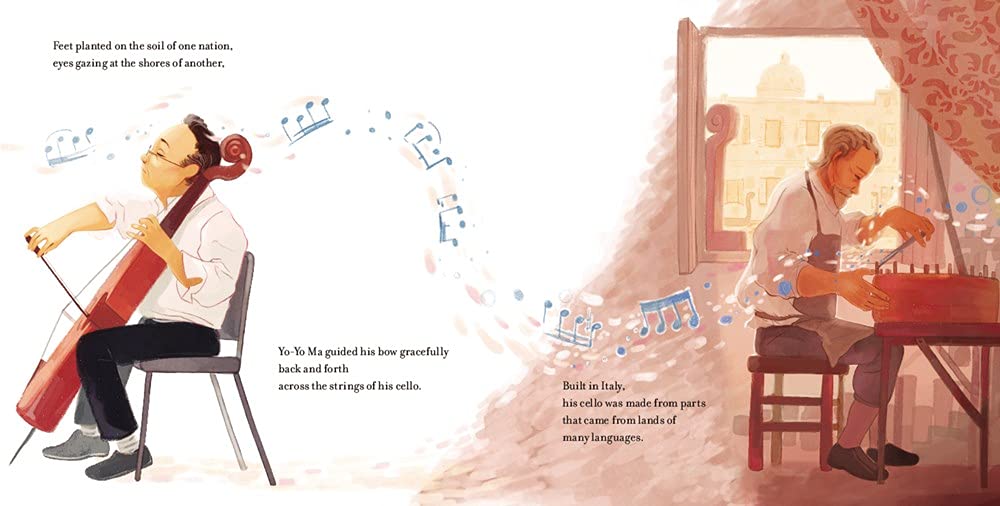 Feet planted on the soil of one nation,
eyes gazing at the shores of another,
Yo-Yo Ma guided his bow gracefully
back and forth
across the strings of his cello.
Built in Italy,
his cello was made from parts
that came from lands of
many languages.